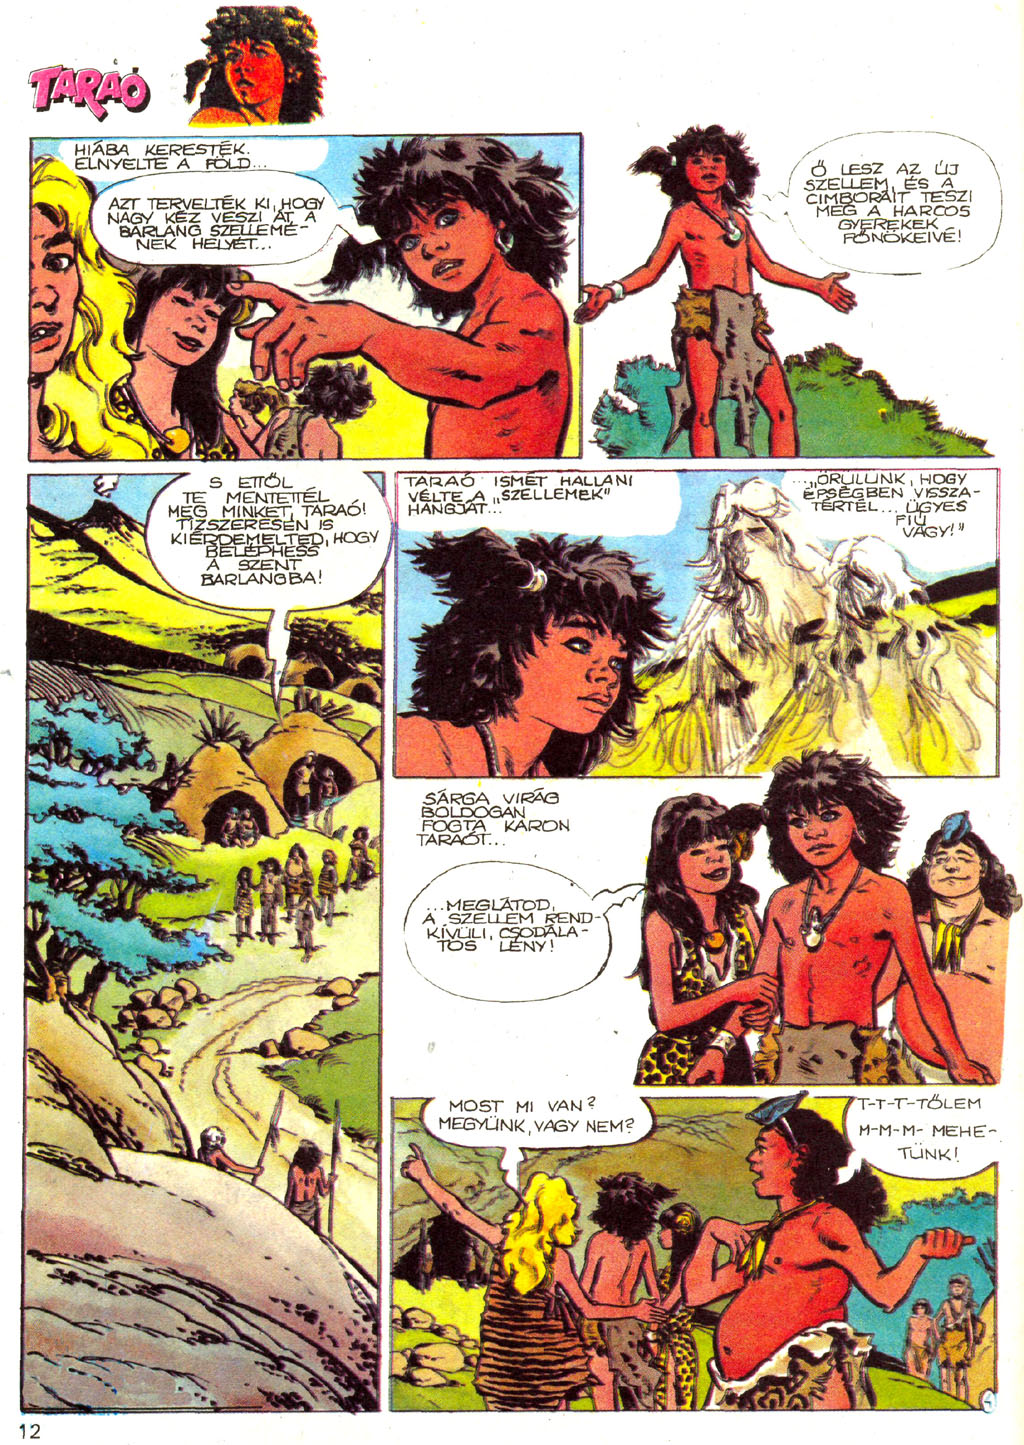 TARAÓ
HIÁBA KERESTÉK.
ELNYELTE A FÖLD...
AZT TERVELTÉK KI, HOGY
NAGY KÉZ VESZI ÁT A
BARLANG SZELLEMÉ-
NEK HELYÉT...
Ő LESZ AZ ÚJ
SZELLEM, ÉS A
CIMBORÁIT TESZI
MEG A HARCOS
GYEREKEK
FŐNÖKEIVÉ!
S ETTŐL
TE MENTETTÉL
MEG MINKET, TARAÓ!
TÍZSZERESEN IS
KIÉRDEMELTED, HOGY
BELÉPHESS
A SZENT
BARLANGBA!
TARAÓ ISMÉT HALLANI
VÉLTE A „SZELLEMEK"
HANGJÁT...
...„ÖRÜLÜNK, HOGY
ÉPSÉGBEN VISSZA-
TÉRTÉL... ÜGYES
FIÚ
VAGY!"
SÁRGA VIRÁG
BOLDOGAN
FOGTA KARON
TARAÓT...
...MEGLÁTOD,
A SZELLEM REND-
KÍVÜLI, CSODÁLA-
TOS LÉNY!
MOST MI VAN?
MEGYÜNK, VAGY NEM?
T-T-T-TŐLEM
M-M-M- MEHE-
TÜNK!
4
12